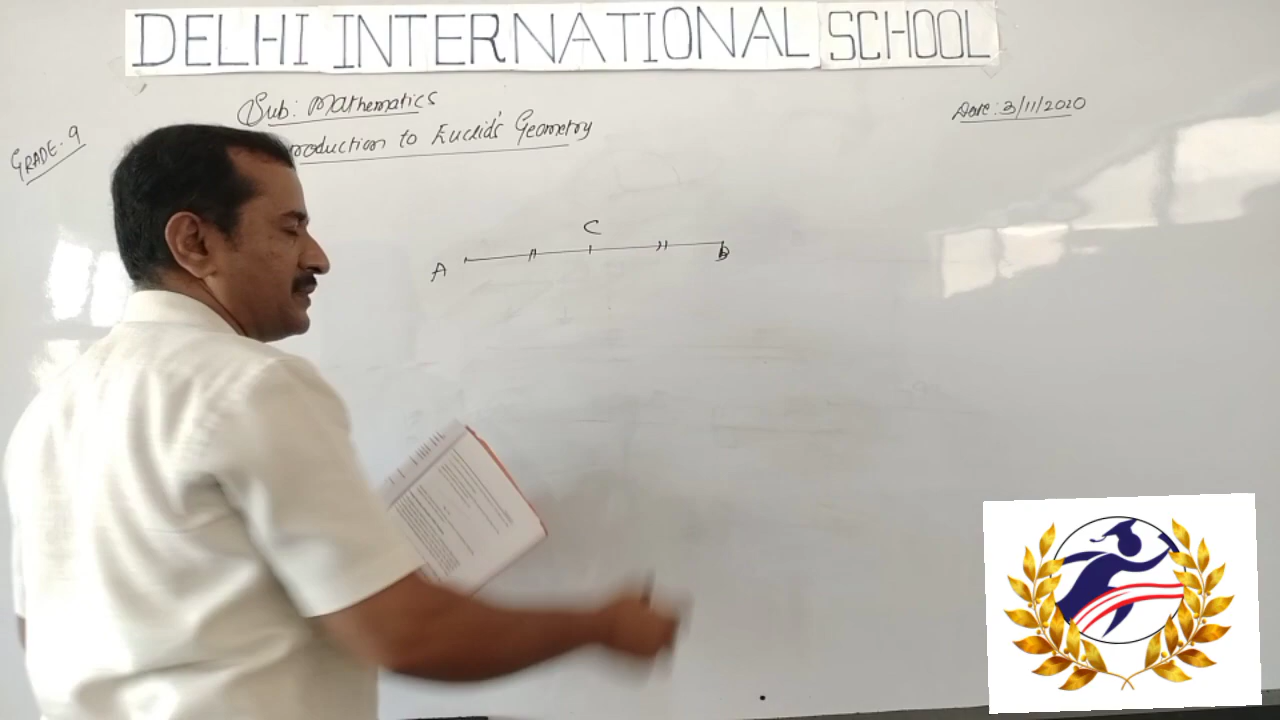 DELHI INTERNATIONAL SCHOOL
Sub: Mathematics
Date: 3/11/2020
GRADE: 9
roduction to Euclid's Geometry
C
A
B